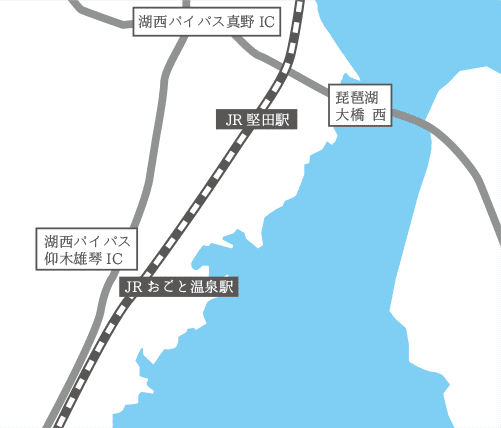 湖西バイパス真野 IC
琵琶湖
大橋 西
JR 堅田駅
湖西バイパス
仰木雄琴 IC
JR おごと温泉駅